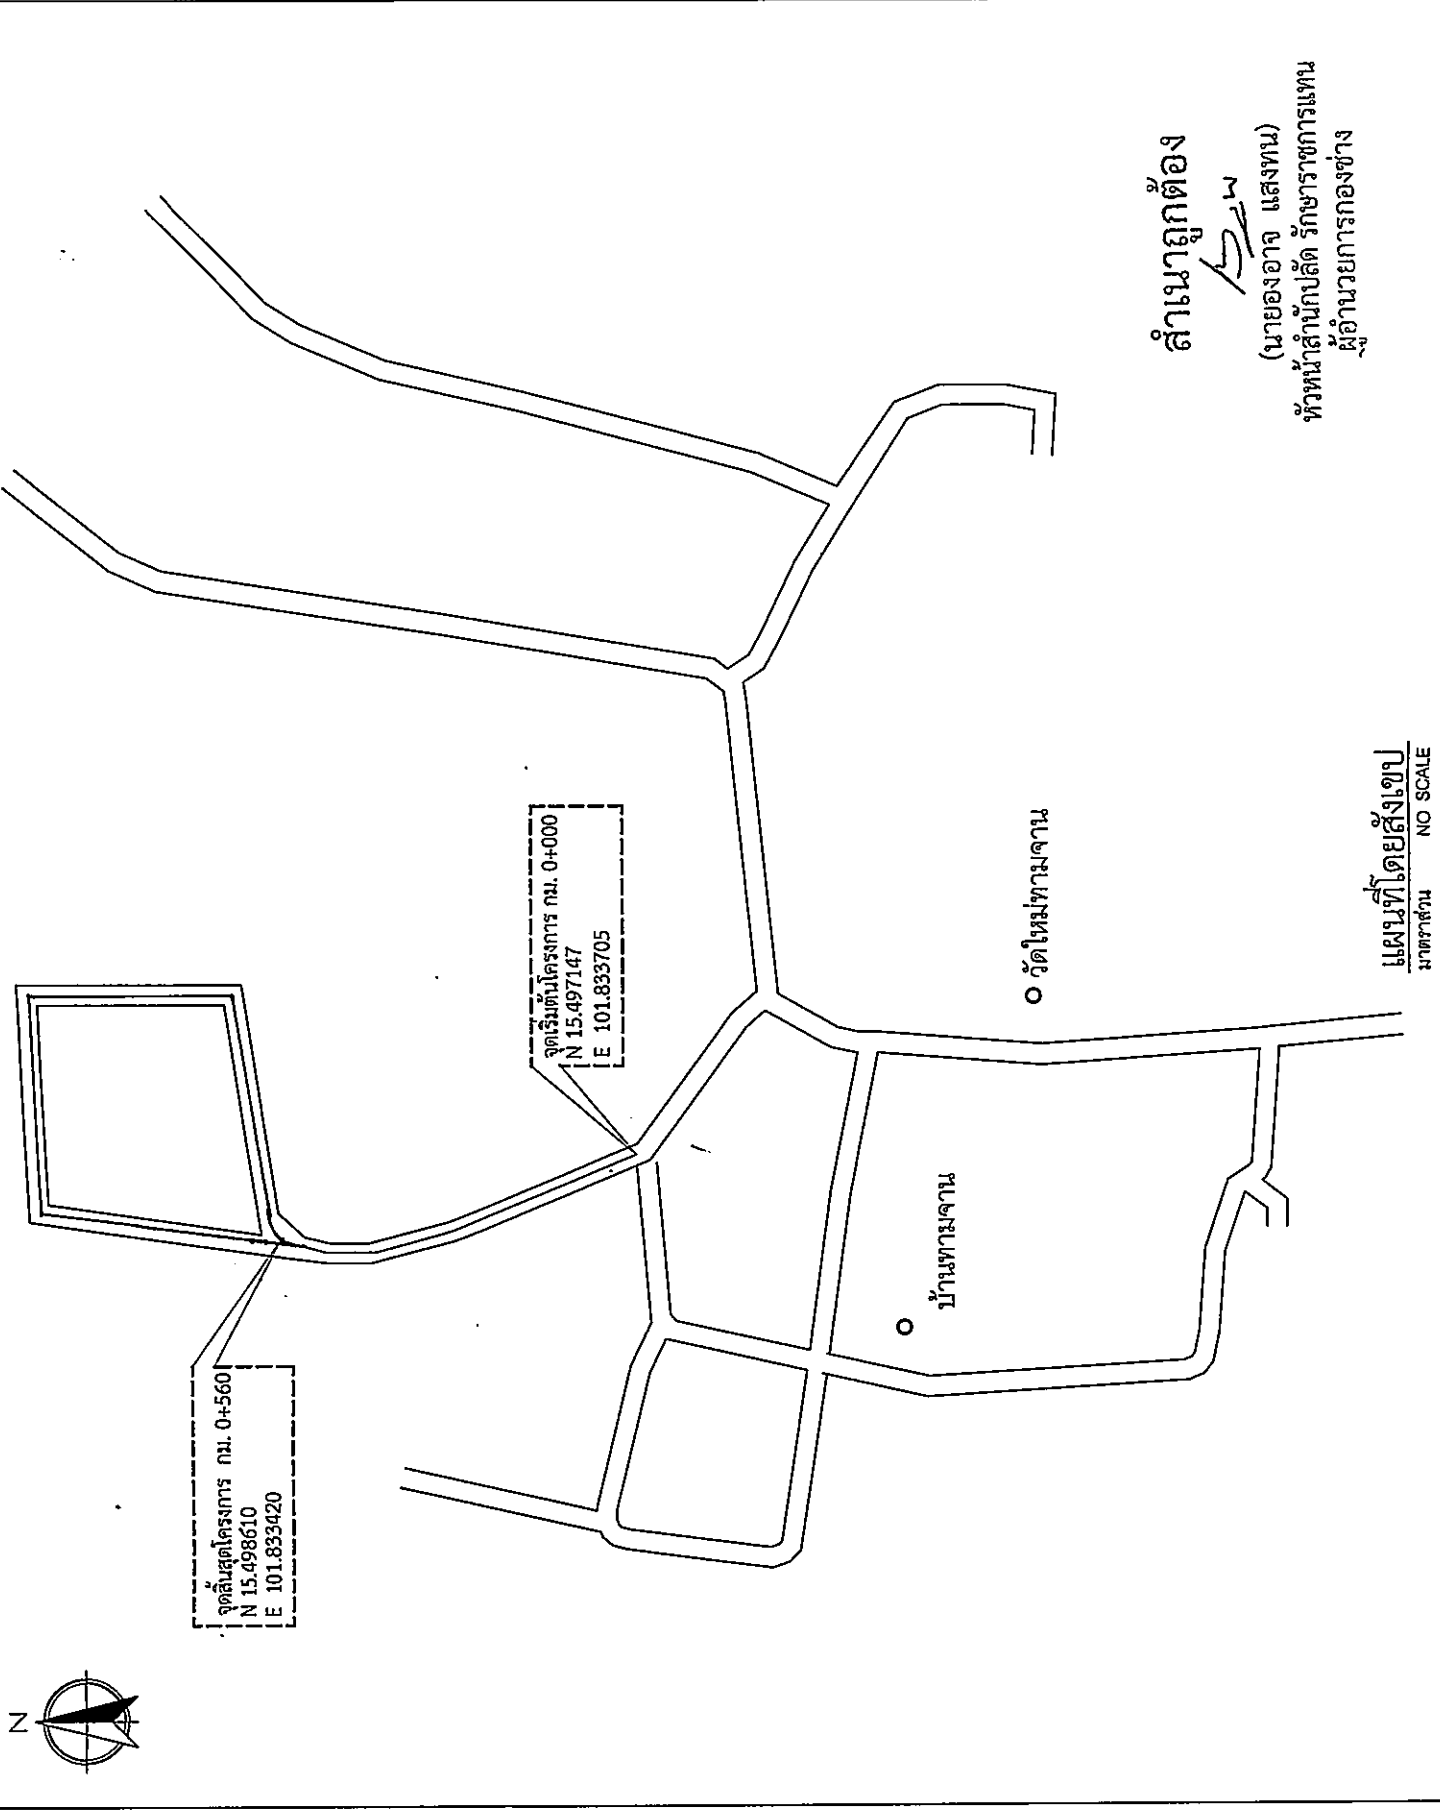 N
จุดสิ้นสุดโครงการ กม. 0+560
N 15.498610
E 101.833420
จุดเริ่มต้นโครงการ กม. 0+000
N 15.497147
E 101.833705
บ้านทามจาน
วัดใหม่ทามจาน
แผนที่โดยสังเขป
มาตราส่วน NO SCALE
สำเนาถูกต้อง
(นายองอาจ แสงทน)
หัวหน้าสำนักปลัด รักษาราชการแทน
ผู้อำนวยการกองช่าง